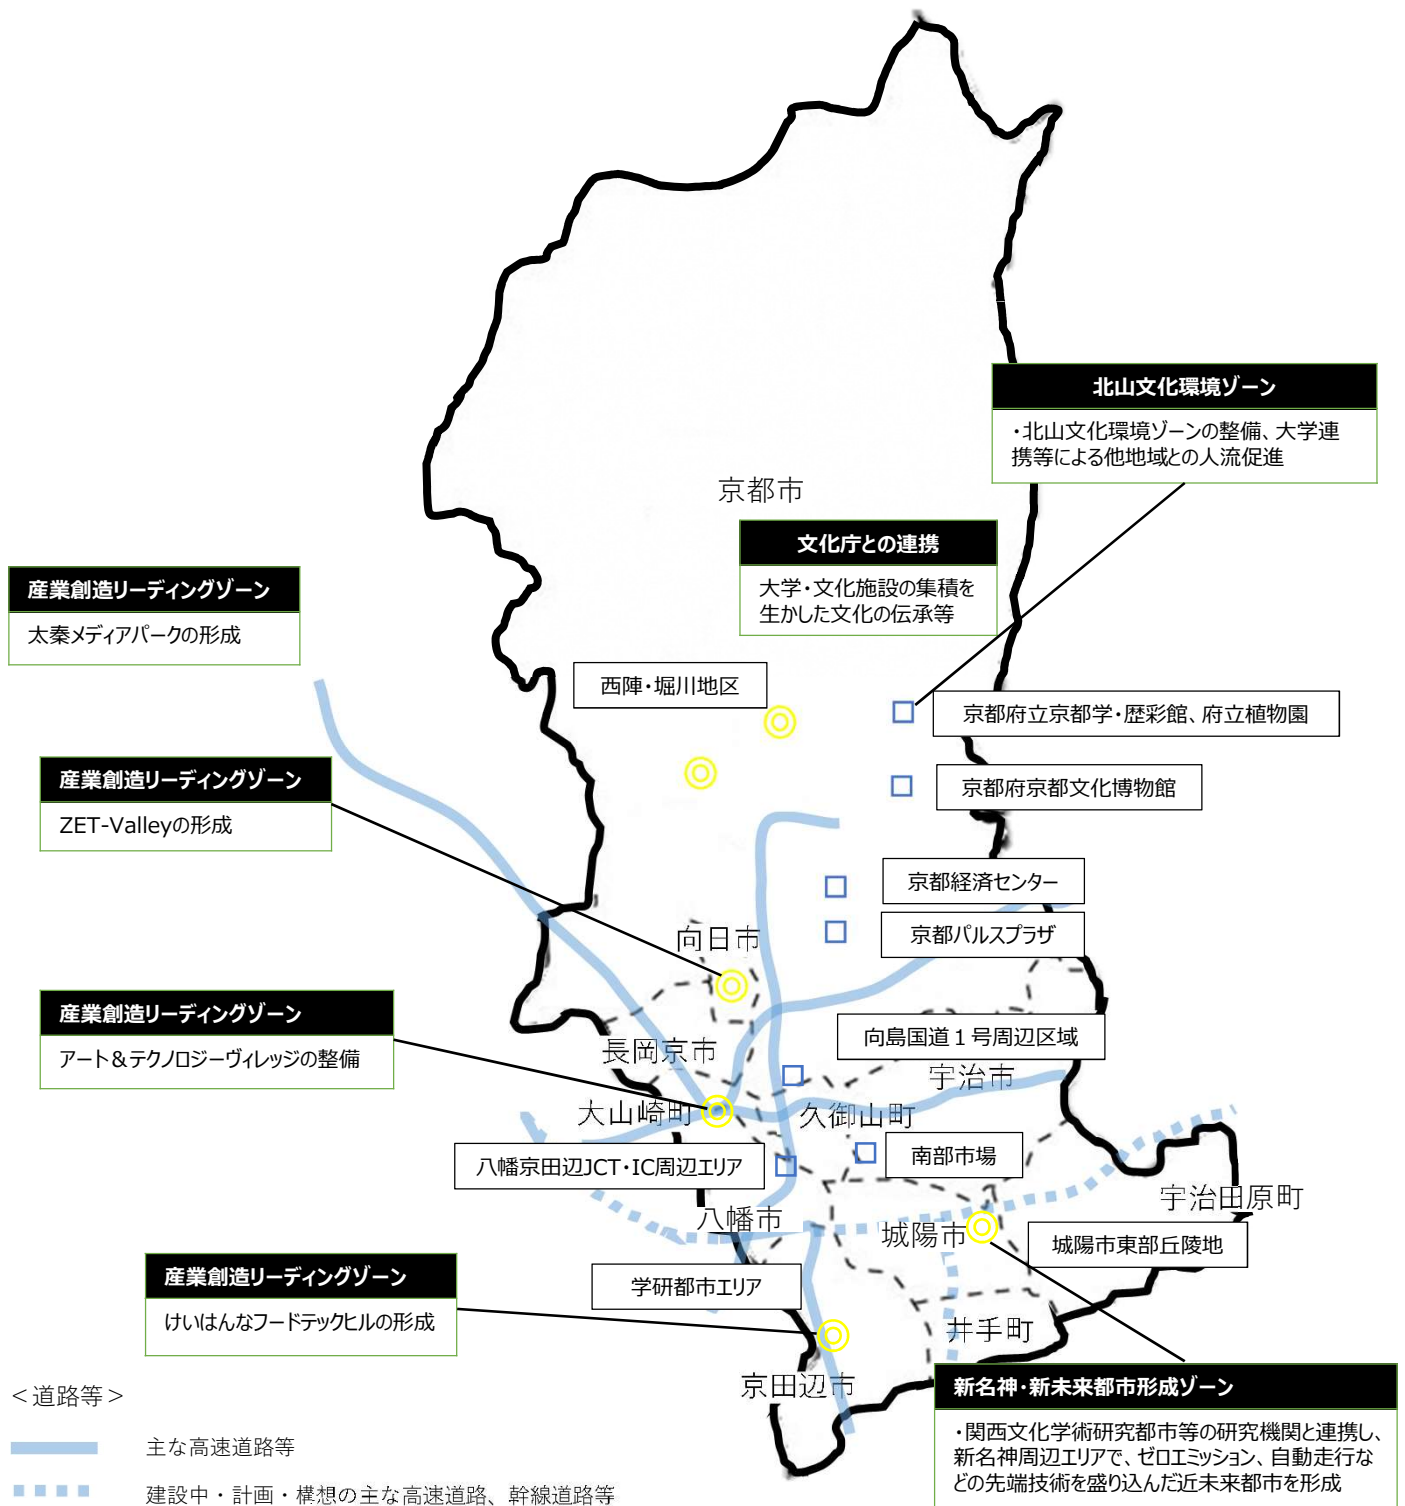 北山文化環境ゾーン
・北山文化環境ゾーンの整備、大学連
携等による他地域との人流促進
京都市
文化庁との連携
大学・文化施設の集積を
生かした文化の伝承等
産業創造リーディングゾーン
太秦メディアパークの形成
西陣・堀川地区
京都府立京都学・歴彩館、府立植物園
産業創造リーディングゾーン
ZET-Valleyの形成
京都府京都文化博物館
京都経済センター
京都パルスプラザ
向日市
産業創造リーディングゾーン
アート＆テクノロジーヴィレッジの整備
向島国道１号周辺区域
長岡京市
宇治市
大山崎町
久御山町
八幡京田辺JCT・IC周辺エリア
南部市場
宇治田原町
八幡市
城陽市
城陽市東部丘陵地
産業創造リーディングゾーン
けいはんなフードテックヒルの形成
学研都市エリア
井手町
京田辺市
新名神・新未来都市形成ゾーン
・関西文化学術研究都市等の研究機関と連携し、
新名神周辺エリアで、ゼロエミッション、自動走行な
どの先端技術を盛り込んだ近未来都市を形成
＜道路等＞
主な高速道路等
建設中・計画・構想の主な高速道路、幹線道路等